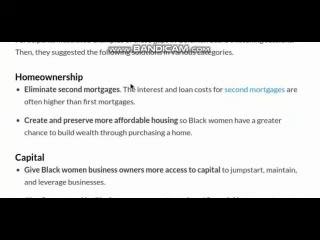 WWW.BANDICAM.COM
Then, they suggested the following solutions in various categories.
Homeownership
• Eliminate second mortgages. The interest and loan costs for second mortgages are
often higher than first mortgages.
• Create and preserve more affordable housing so Black women have a greater
chance to build wealth through purchasing a home.
Capital
• Give Black women business owners more access to capital to jumpstart, maintain,
and leverage businesses.